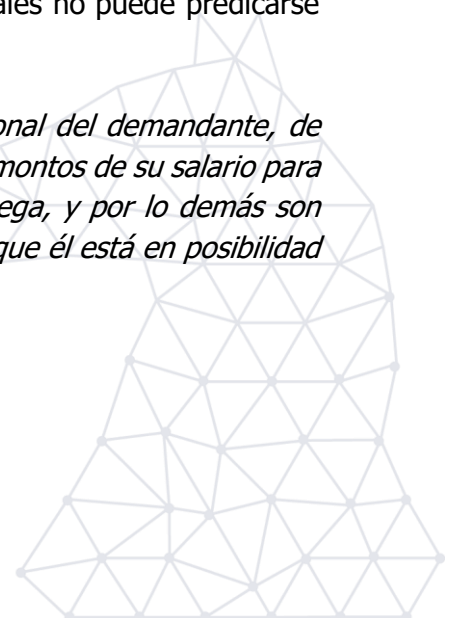 ales no puede predicarse
onal del demandante, de
montos de su salario para
ega, y por lo demás son
que él está en posibilidad